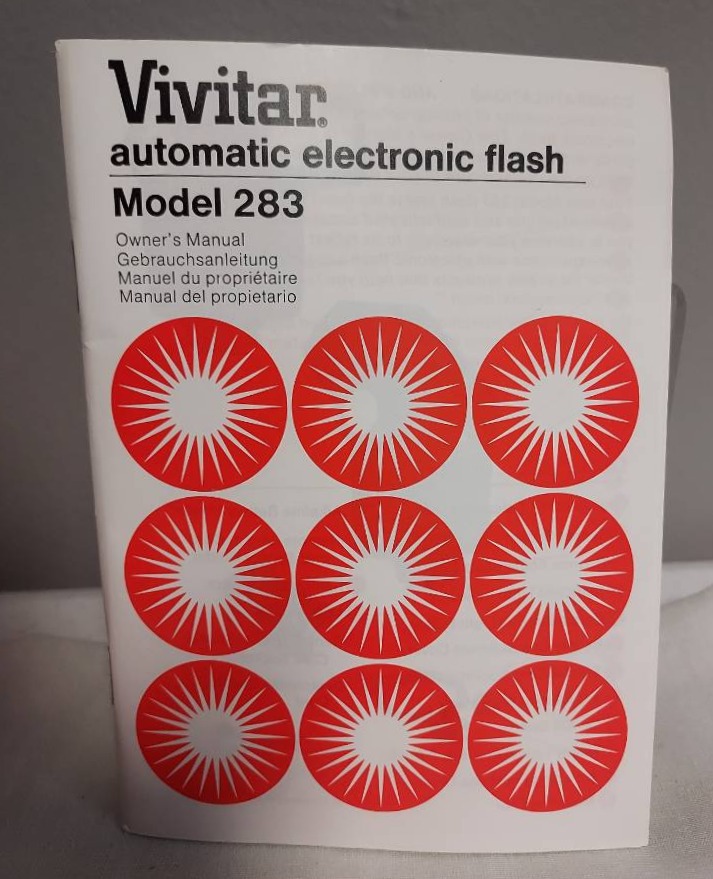 Vivitar®
automatic electronic flash
Model 283
Owner's Manual
Gebrauchsanleitung
Manuel du propriétaire
Manual del propietario